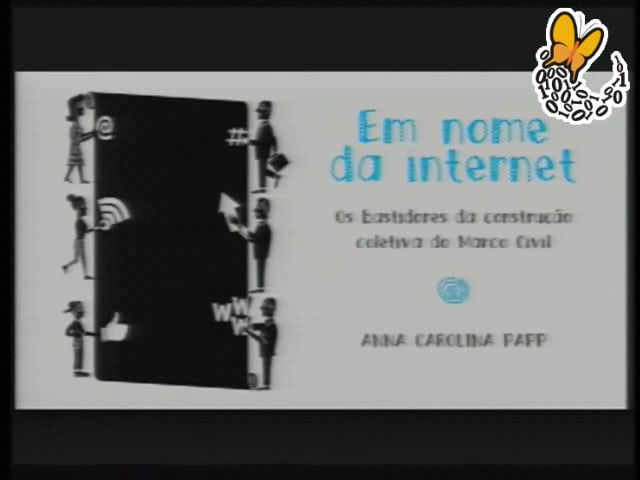 Em nome
da internet
Os bastidores da construção
coletiva do Marco Civil
ANNA CAROLINA PAPP
@
#
W W
W